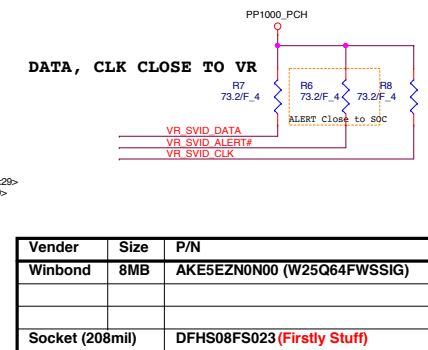 PP1000_PCH
DATA, CLK CLOSE TO VR
R7
73.2/F_4
R6
73.2/F_4
R8
73.2/F_4
ALERT Close to SOC
VR_SVID_DATA
VR_SVID_ALERT#
VR_SVID_CLK
29>
>
Vender Size P/N
Winbond 8MB AKE5EZN0N00 (W25Q64FWSSIG)
Socket (208mil) DFHS08FS023 (Firstly Stuff)